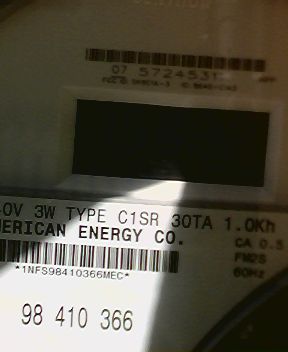 07 5724531
40V 3W TYPE C1SR 30TA 1.0Kh
MERICAN ENERGY CO.
CA 0.5
FM2S
60Hz
*1NFS98410366MEC*
98 410 366